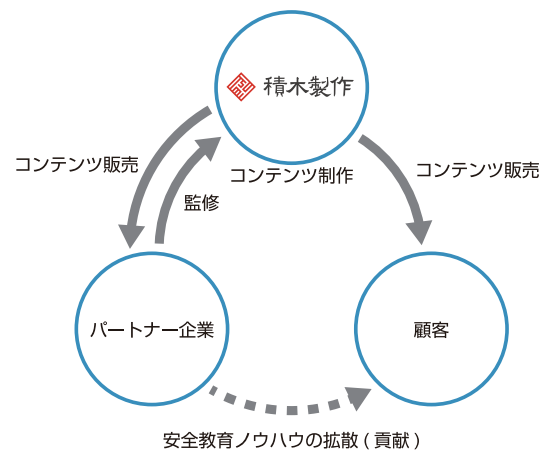 積木製作
コンテンツ制作
コンテンツ販売
監修
コンテンツ販売
パートナー企業
顧客
安全教育ノウハウの拡散 ( 貢献 )